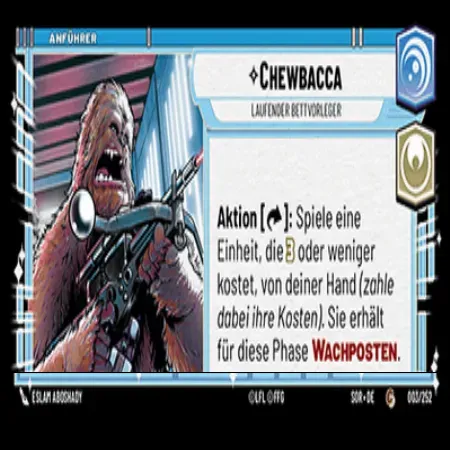 ANFÜHRER
CHEWBACCA
LAUFENDER BETTVORLEGER
Aktion [ ]: Spiele eine
Einheit, die 3 oder weniger
kostet, von deiner Hand (zahle
dabei ihre Kosten). Sie erhält
für diese Phase WACHPOSTEN.
ESLAM ABOSHADY
©LFL ©FFG
SOR • DE
C
003/252